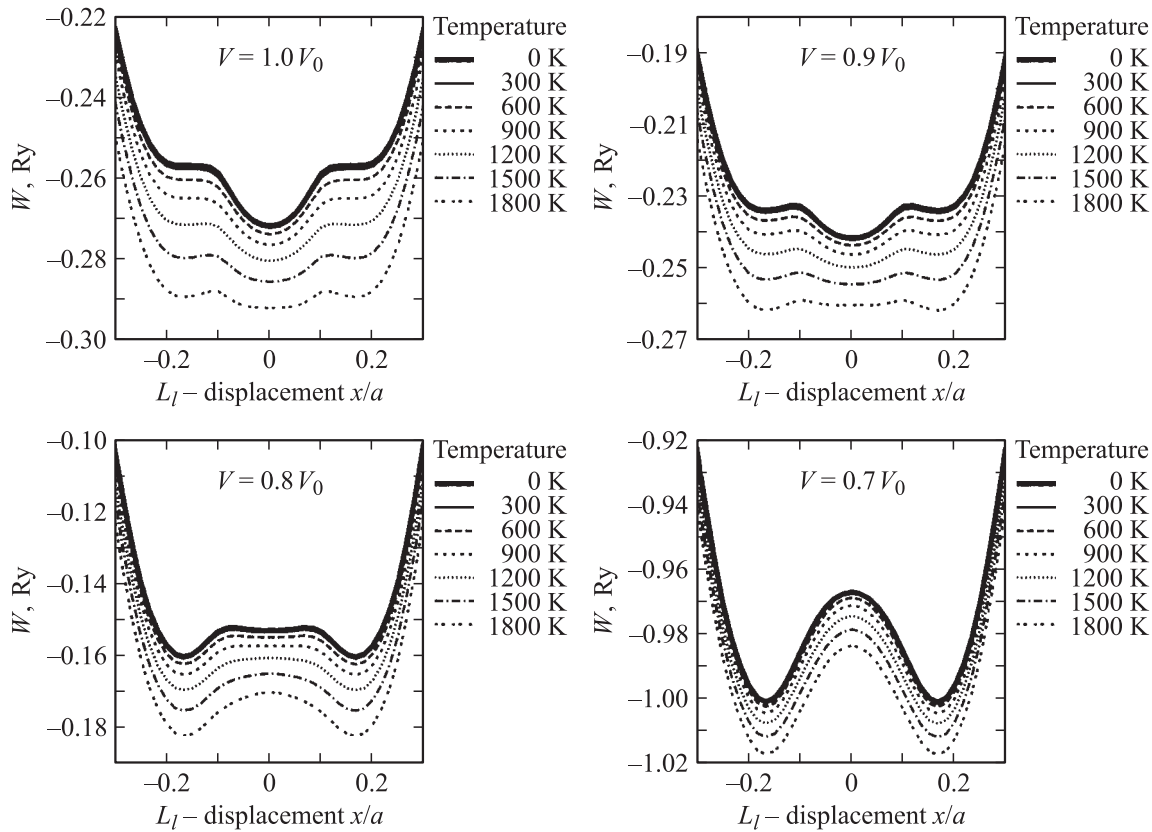 –0.22
–0.24
–0.26
–0.28
–0.30
W, Ry
V = 1.0 V0
–0.2
0
0.2
Ll – displacement x/a
Temperature
0 K
300 K
600 K
900 K
1200 K
1500 K
1800 K
–0.19
–0.21
–0.23
–0.25
–0.27
W, Ry
V = 0.9 V0
–0.2
0
0.2
Ll – displacement x/a
Temperature
0 K
300 K
600 K
900 K
1200 K
1500 K
1800 K
–0.10
–0.12
–0.14
–0.16
–0.18
W, Ry
V = 0.8 V0
–0.2
0
0.2
Ll – displacement x/a
Temperature
0 K
300 K
600 K
900 K
1200 K
1500 K
1800 K
–0.92
–0.94
–0.96
–0.98
–1.00
–1.02
W, Ry
V = 0.7 V0
–0.2
0
0.2
Ll – displacement x/a
Temperature
0 K
300 K
600 K
900 K
1200 K
1500 K
1800 K